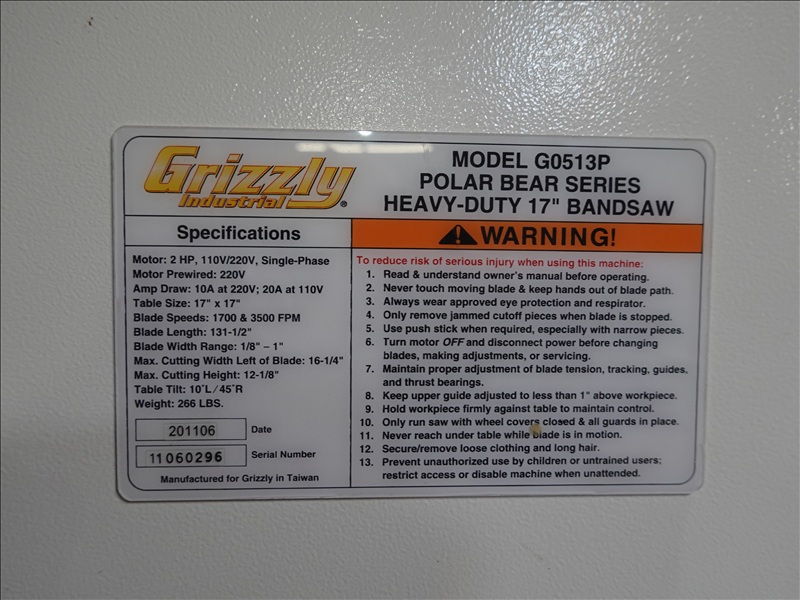 Grizzly
Industrial®
MODEL G0513P
POLAR BEAR SERIES
HEAVY-DUTY 17" BANDSAW
Specifications
Motor: 2 HP, 110V/220V, Single-Phase
Motor Prewired: 220V
Amp Draw: 10A at 220V; 20A at 110V
Table Size: 17" x 17"
Blade Speeds: 1700 & 3500 FPM
Blade Length: 131-1/2"
Blade Width Range: 1/8" – 1"
Max. Cutting Width Left of Blade: 16-1/4"
Max. Cutting Height: 12-1/8"
Table Tilt: 10˚L / 45˚R
Weight: 266 LBS.
201106 Date
11060296 Serial Number
Manufactured for Grizzly in Taiwan
WARNING!
To reduce risk of serious injury when using this machine:
1. Read & understand owner's manual before operating.
2. Never touch moving blade & keep hands out of blade path.
3. Always wear approved eye protection and respirator.
4. Only remove jammed cutoff pieces when blade is stopped.
5. Use push stick when required, especially with narrow pieces.
6. Turn motor OFF and disconnect power before changing
blades, making adjustments, or servicing.
7. Maintain proper adjustment of blade tension, tracking, guides,
and thrust bearings.
8. Keep upper guide adjusted to less than 1" above workpiece.
9. Hold workpiece firmly against table to maintain control.
10. Only run saw with wheel covers closed & all guards in place.
11. Never reach under table while blade is in motion.
12. Secure/remove loose clothing and long hair.
13. Prevent unauthorized use by children or untrained users;
restrict access or disable machine when unattended.